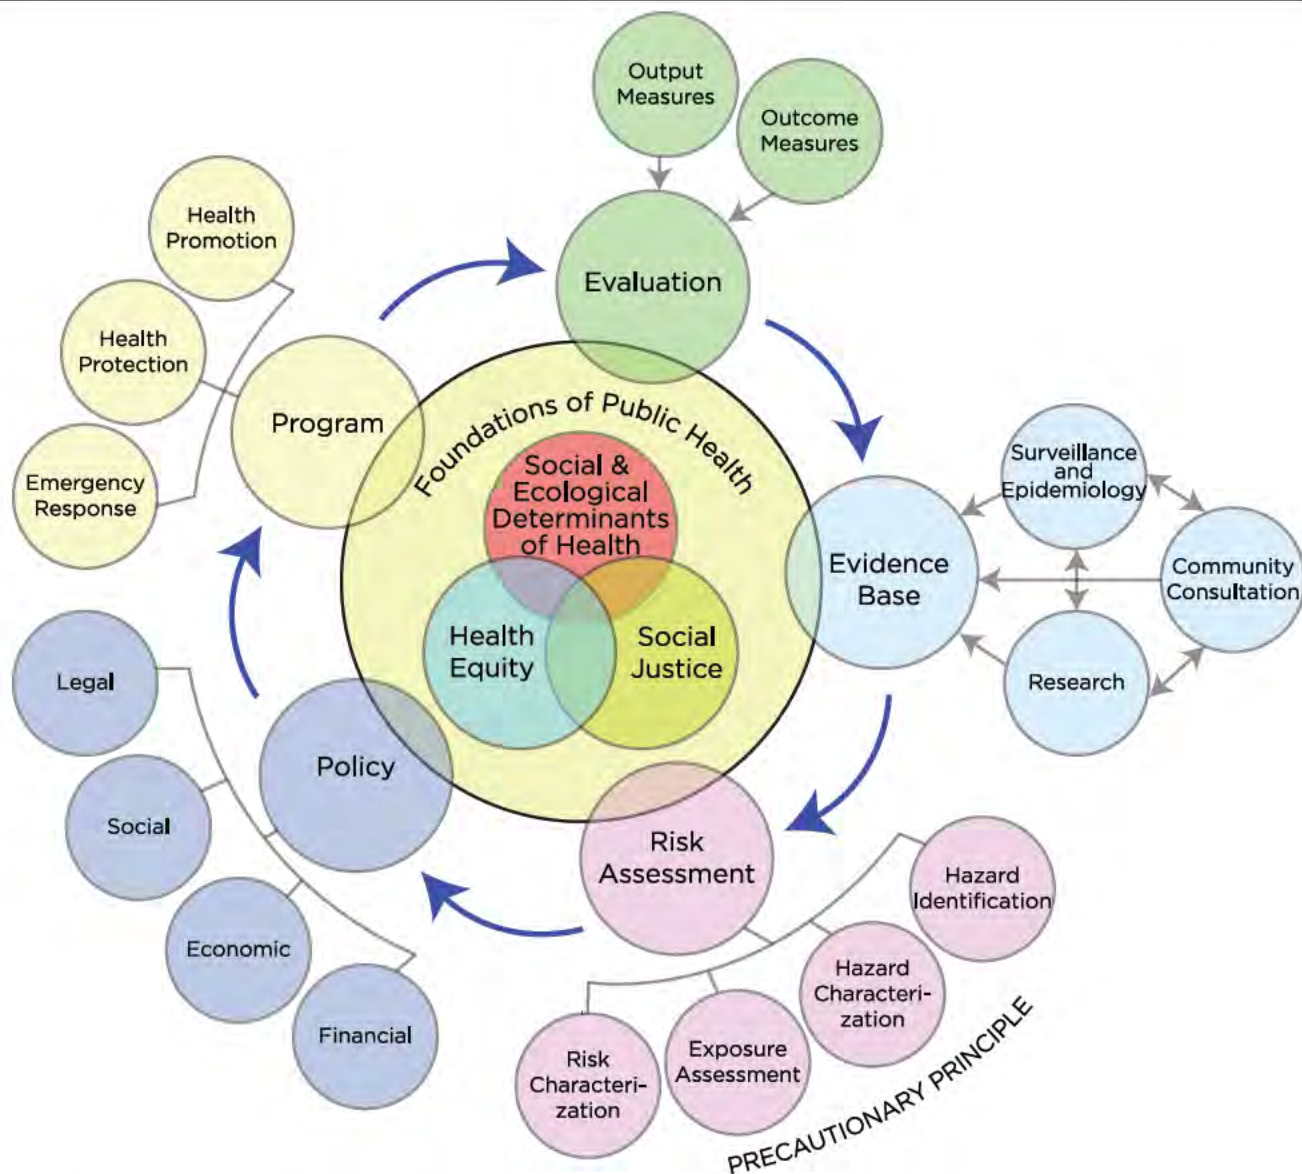 Output
Measures
Outcome
Measures
Health
Promotion
Evaluation
Health
Protection
Program
Foundations of Public Health
Emergency
Response
Social &
Ecological
Determinants
of Health
Surveillance
and
Epidemiology
Evidence
Base
Community
Consultation
Health
Equity
Social
Justice
Research
Legal
Policy
Social
Risk
Assessment
Hazard
Identification
Economic
Hazard
Characteri-
zation
Financial
Exposure
Assessment
Risk
Characteri-
zation
PRECAUTIONARY PRINCIPLE